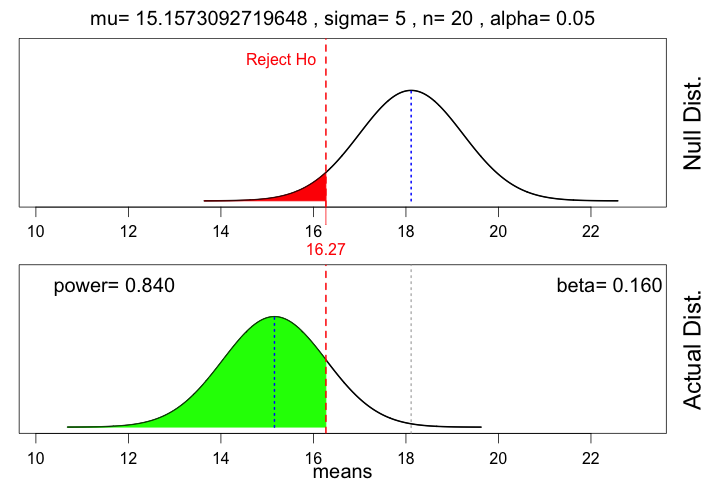 mu= 15.1573092719648 , sigma= 5 , n= 20 , alpha= 0.05
Reject Ho
Null Dist.
10 12 14 16 18 20 22
16.27
power= 0.840
beta= 0.160
Actual Dist.
10 12 14 16 18 20 22
means